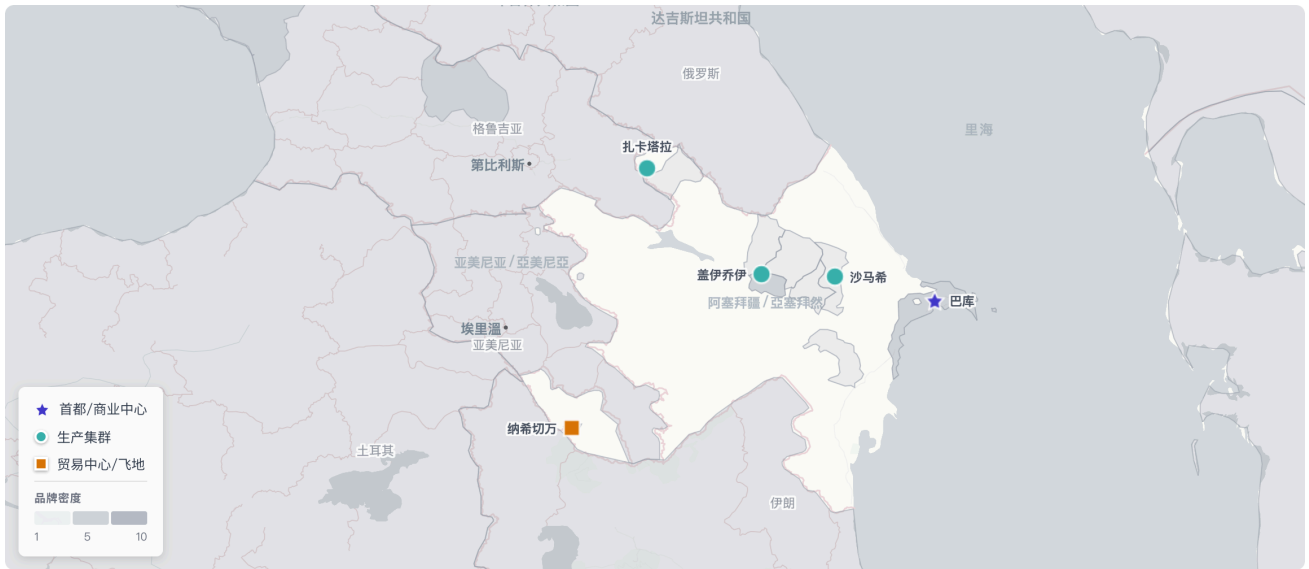 达吉斯坦共和国
俄罗斯
里海
格鲁吉亚
扎卡塔拉
第比利斯
亚美尼亚/亞美尼亞
盖伊乔伊
沙马希
阿塞拜疆/亞塞拜然
巴库
埃里溫
亚美尼亚
纳希切万
土耳其
伊朗
首都/商业中心
生产集群
贸易中心/飞地
品牌密度
1 5 10